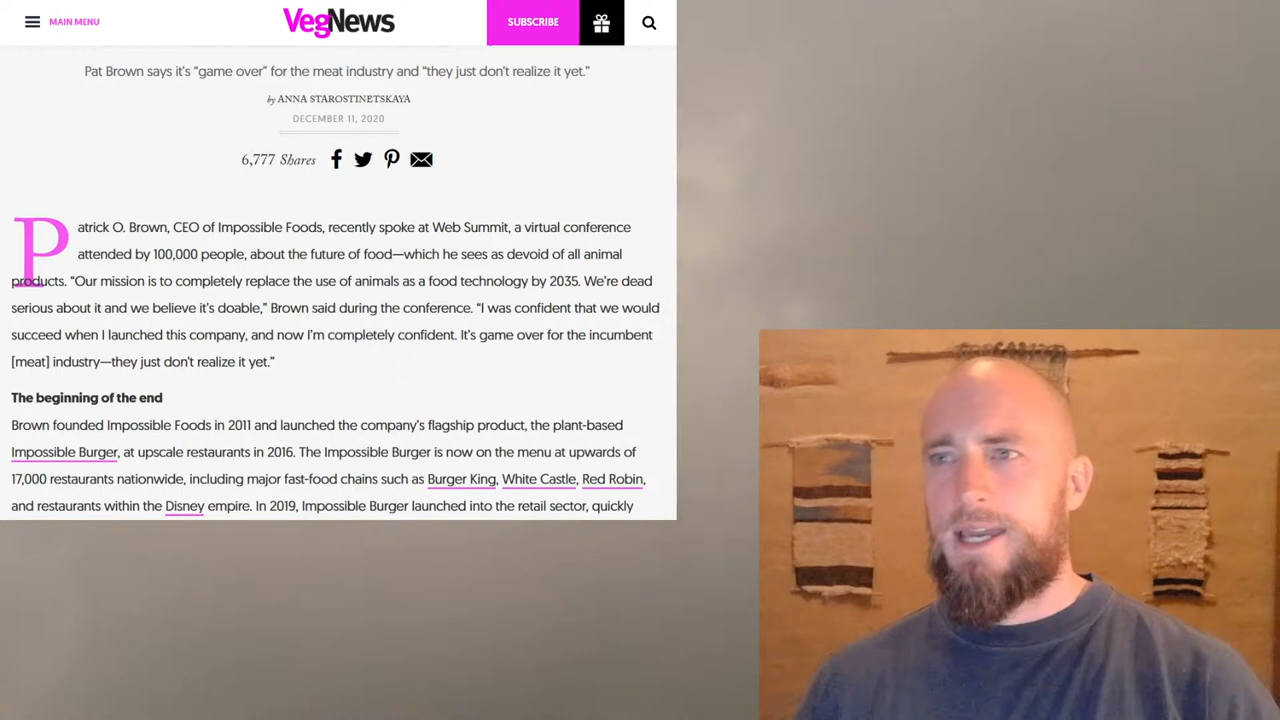 MAIN MENU
VegNews
SUBSCRIBE
Pat Brown says it's “game over” for the meat industry and “they just don't realize it yet.”
by ANNA STAROSTINETSKAYA
DECEMBER 11, 2020
6,777 Shares
Patrick O. Brown, CEO of Impossible Foods, recently spoke at Web Summit, a virtual conference
attended by 100,000 people, about the future of food—which he sees as devoid of all animal
products. “Our mission is to completely replace the use of animals as a food technology by 2035. We're dead
serious about it and we believe it's doable,” Brown said during the conference. “I was confident that we would
succeed when I launched this company, and now I'm completely confident. It's game over for the incumbent
[meat] industry—they just don't realize it yet.”
The beginning of the end
Brown founded Impossible Foods in 2011 and launched the company's flagship product, the plant-based
Impossible Burger, at upscale restaurants in 2016. The Impossible Burger is now on the menu at upwards of
17,000 restaurants nationwide, including major fast-food chains such as Burger King, White Castle, Red Robin,
and restaurants within the Disney empire. In 2019, Impossible Burger launched into the retail sector, quickly